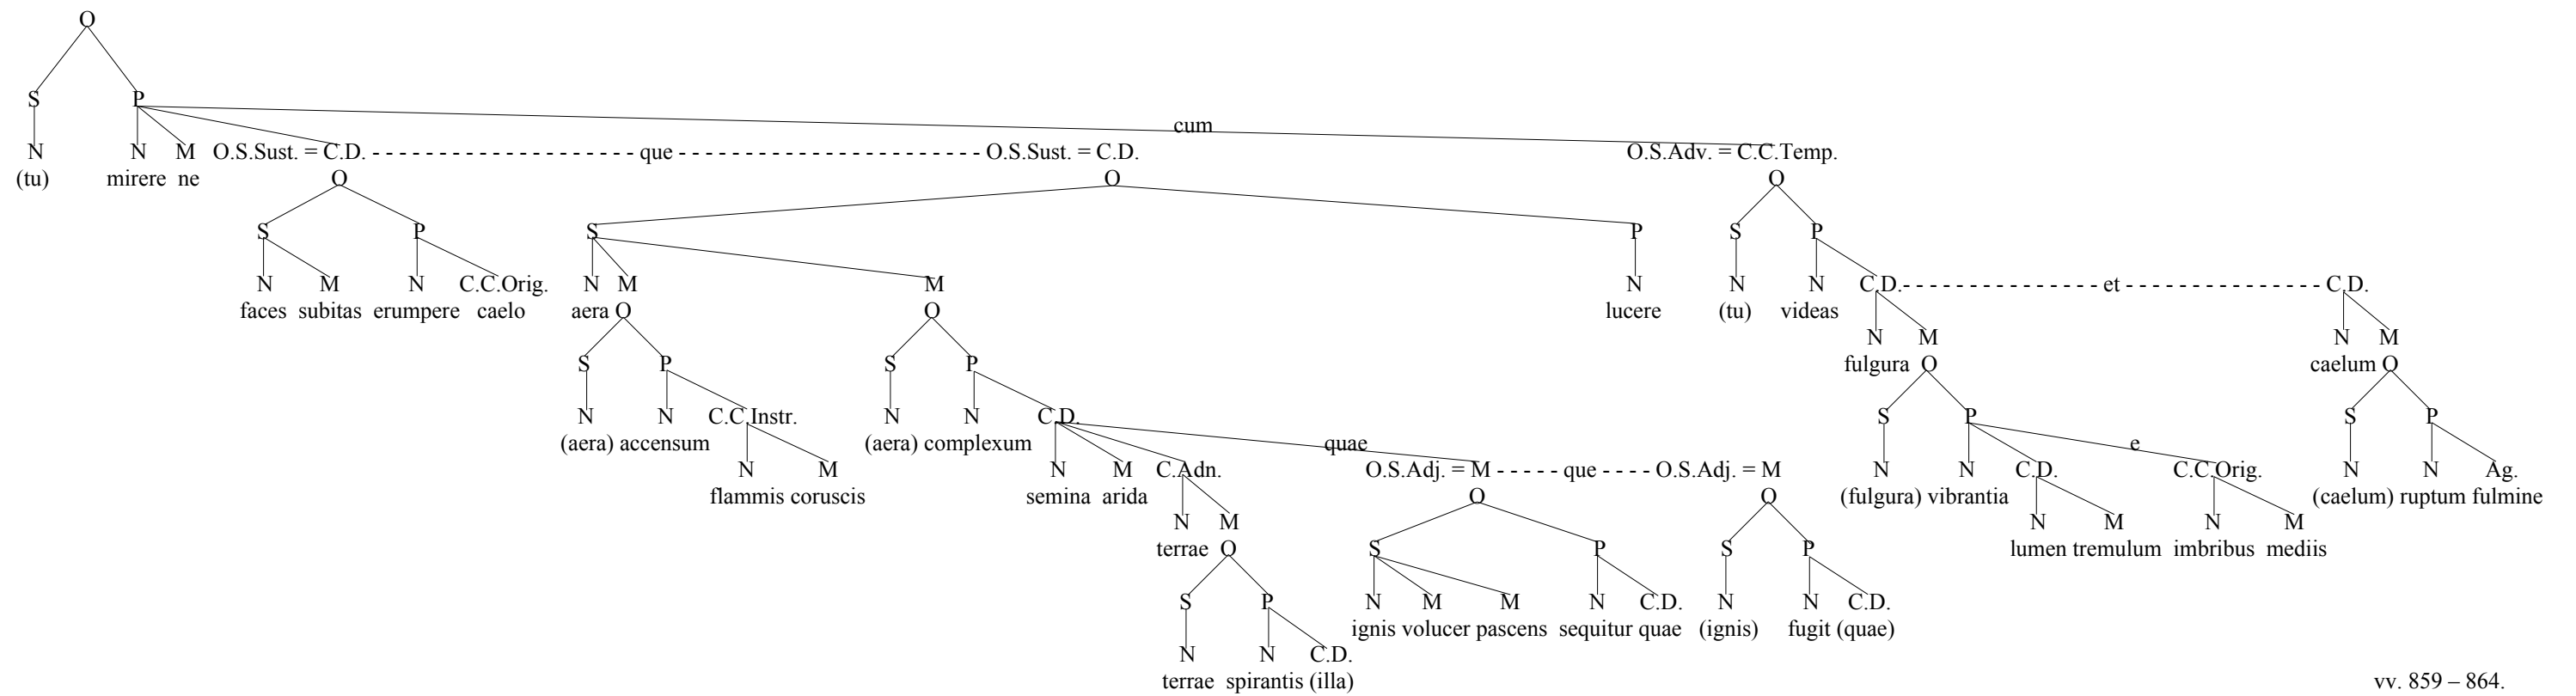 O
S P
cum
N N M O.S.Sust. = C.D. - - - - - - - - - - - - - - - - - - - - - que - - - - - - - - - - - - - - - - - - - - - - - O.S.Sust. = C.D. O.S.Adv. = C.C.Temp.
(tu) mirere ne O O O
S P S P S P
N M N C.C.Orig. N M M N N N C.D. - - - - - - - - - - - - - - - et - - - - - - - - - - - - - - - C.D.
faces subitas erumpere caelo aera O O lucere (tu) videas
N M N M
fulgura O caelum O
S P S P
N N C.C.Instr. N N C.D. S P S P
(aera) accensum (aera) complexum quae e
N M N M C.Adn. O.S.Adj. = M - - - - - que - - - - O.S.Adj. = M N N C.D. C.C.Orig. N N Ag.
flammis coruscis semina arida O O (fulgura) vibrantia (caelum) ruptum fulmine
N M N M N M
terrae O S P S P lumen tremulum imbribus mediis
S P N M M N C.D. N N C.D.
ignis volucer pascens sequitur quae (ignis) fugit (quae)
N N C.D.
terrae spirantis (illa) vv. 859 – 864.